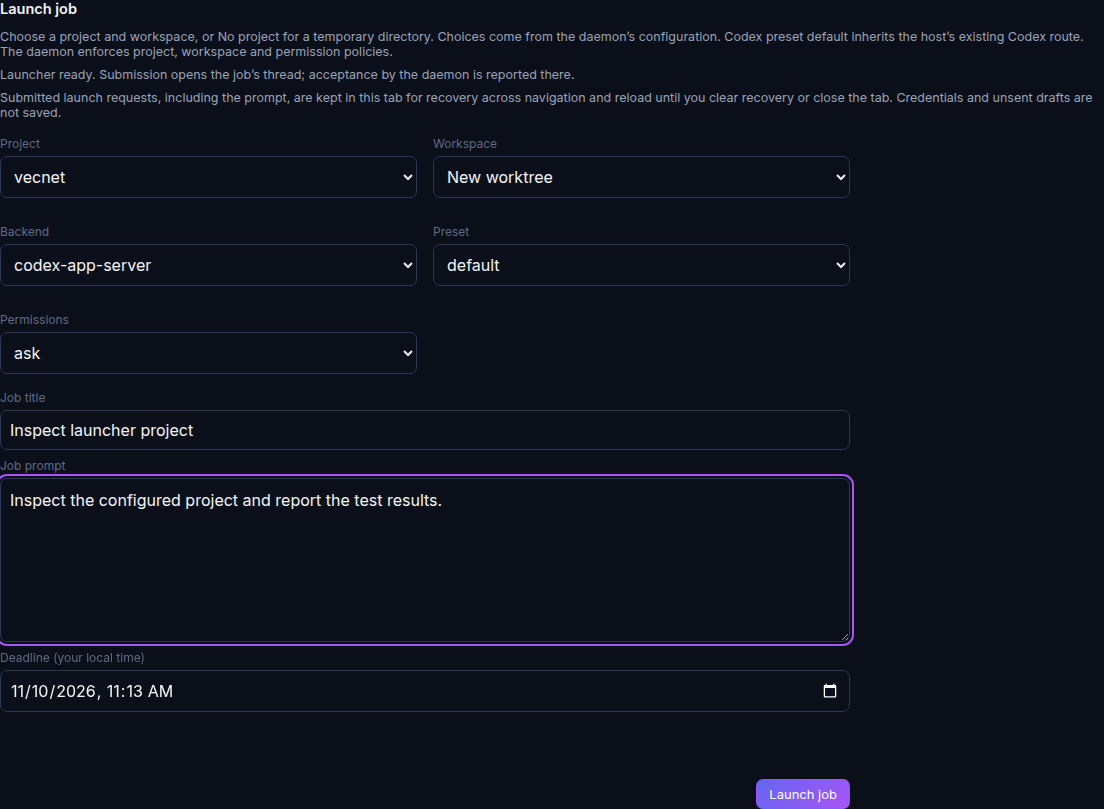 Launch job
Choose a project and workspace, or No project for a temporary directory. Choices come from the daemon’s configuration. Codex preset default inherits the host’s existing Codex route.
The daemon enforces project, workspace and permission policies.
Launcher ready. Submission opens the job’s thread; acceptance by the daemon is reported there.
Submitted launch requests, including the prompt, are kept in this tab for recovery across navigation and reload until you clear recovery or close the tab. Credentials and unsent drafts are
not saved.
Project
Workspace
vecnet
New worktree
Backend
Preset
codex-app-server
default
Permissions
ask
Job title
Inspect launcher project
Job prompt
Inspect the configured project and report the test results.
Deadline (your local time)
11/10/2026, 11:13 AM
Launch job